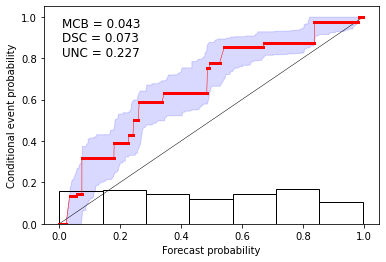 MCB = 0.043
DSC = 0.073
UNC = 0.227
Conditional event probability
1.0
0.8
0.6
0.4
0.2
0.0
0.0 0.2 0.4 0.6 0.8 1.0
Forecast probability